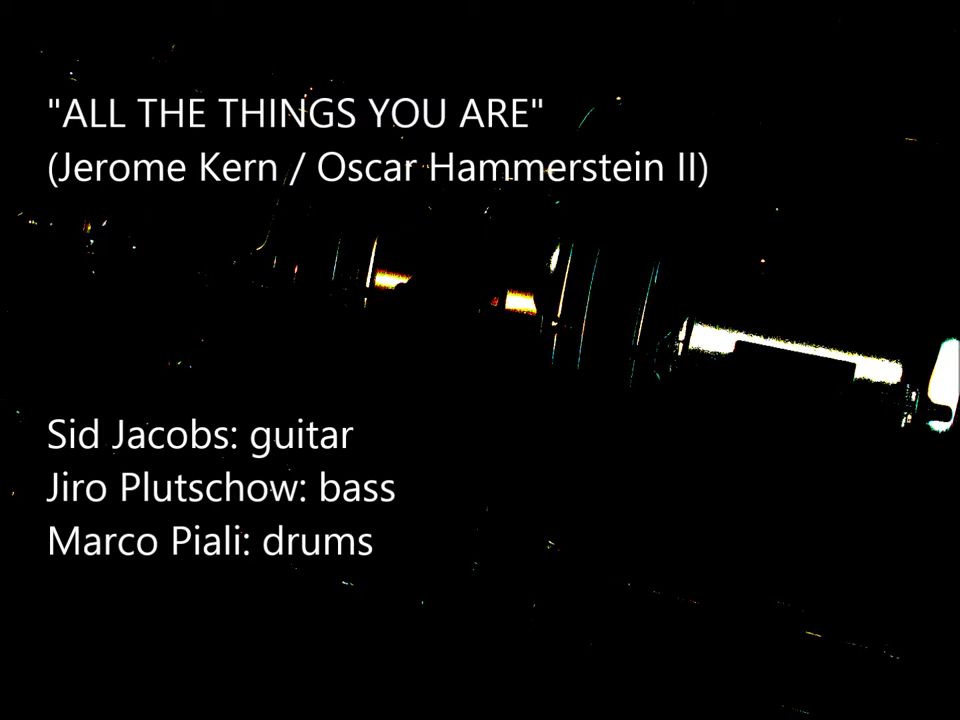 "ALL THE THINGS YOU ARE"
(Jerome Kern / Oscar Hammerstein II)
Sid Jacobs: guitar
Jiro Plutschow: bass
Marco Piali: drums